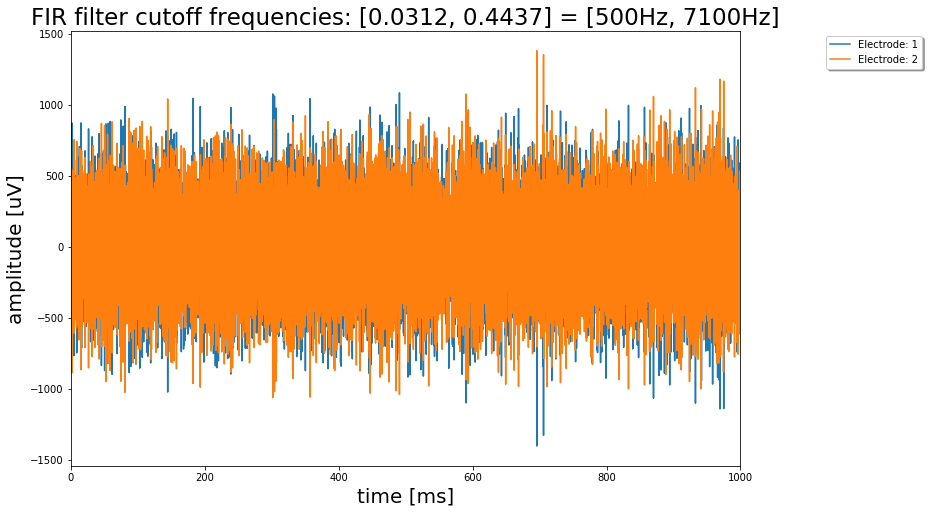 FIR filter cutoff frequencies: [0.0312, 0.4437] = [500Hz, 7100Hz]
1500
1000
500
0
−500
−1000
−1500
amplitude [uV]
0 200 400 600 800 1000
time [ms]
Electrode: 1
Electrode: 2